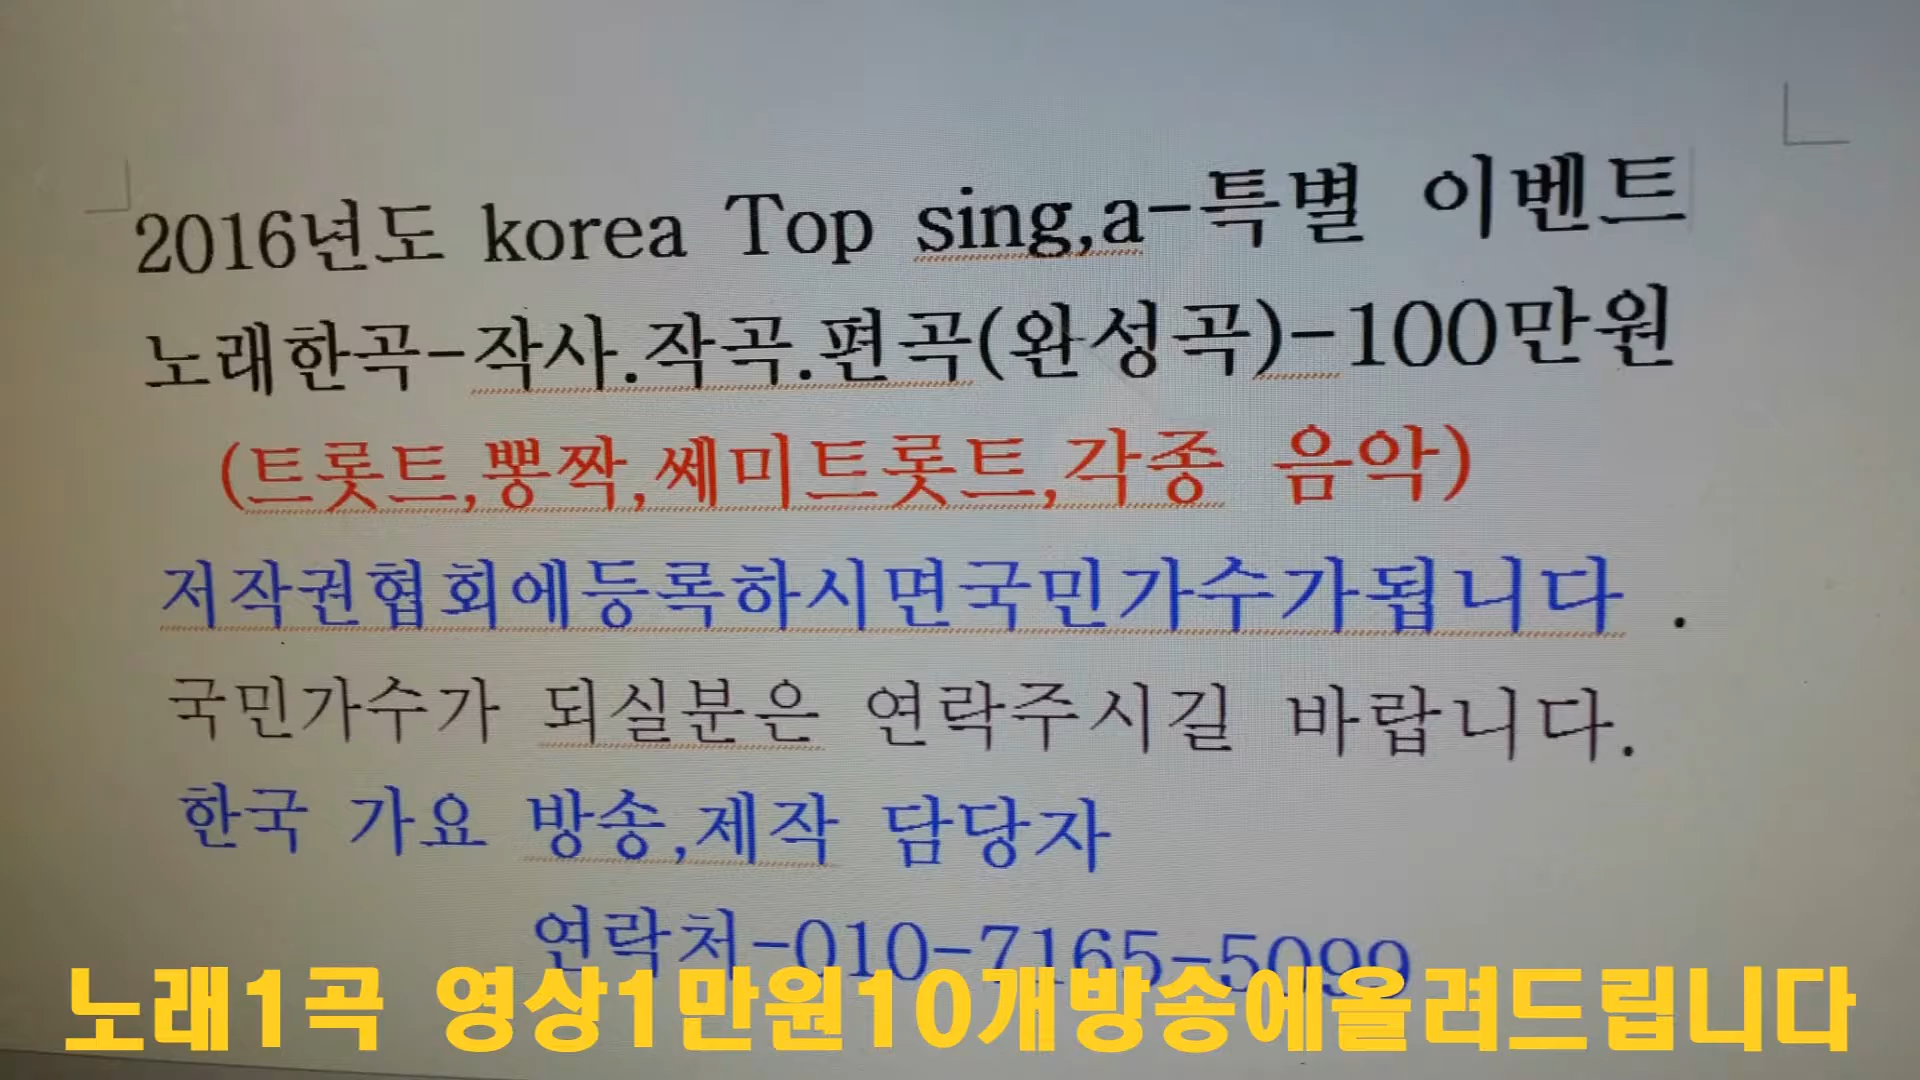 2016년도 korea Top sing,a-특별 이벤트
노래한곡-작사.작곡.편곡(완성곡)-100만원
(트롯트,뽕짝,쎄미트롯트,각종 음악)
저작권협회에등록하시면국민가수가됩니다 .
국민가수가 되실분은 연락주시길 바랍니다.
한국 가요 방송,제작 담당자
연락처-010-7165-5099
노래1곡 영상1만원10개방송에올려드립니다